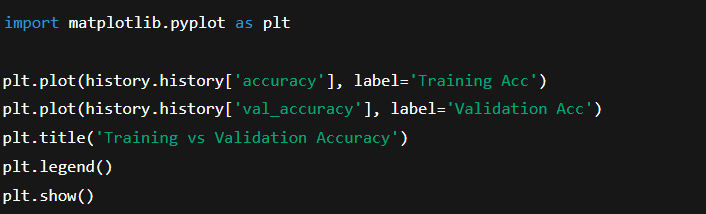 import matplotlib.pyplot as plt
plt.plot(history.history['accuracy'], label='Training Acc')
plt.plot(history.history['val_accuracy'], label='Validation Acc')
plt.title('Training vs Validation Accuracy')
plt.legend()
plt.show()